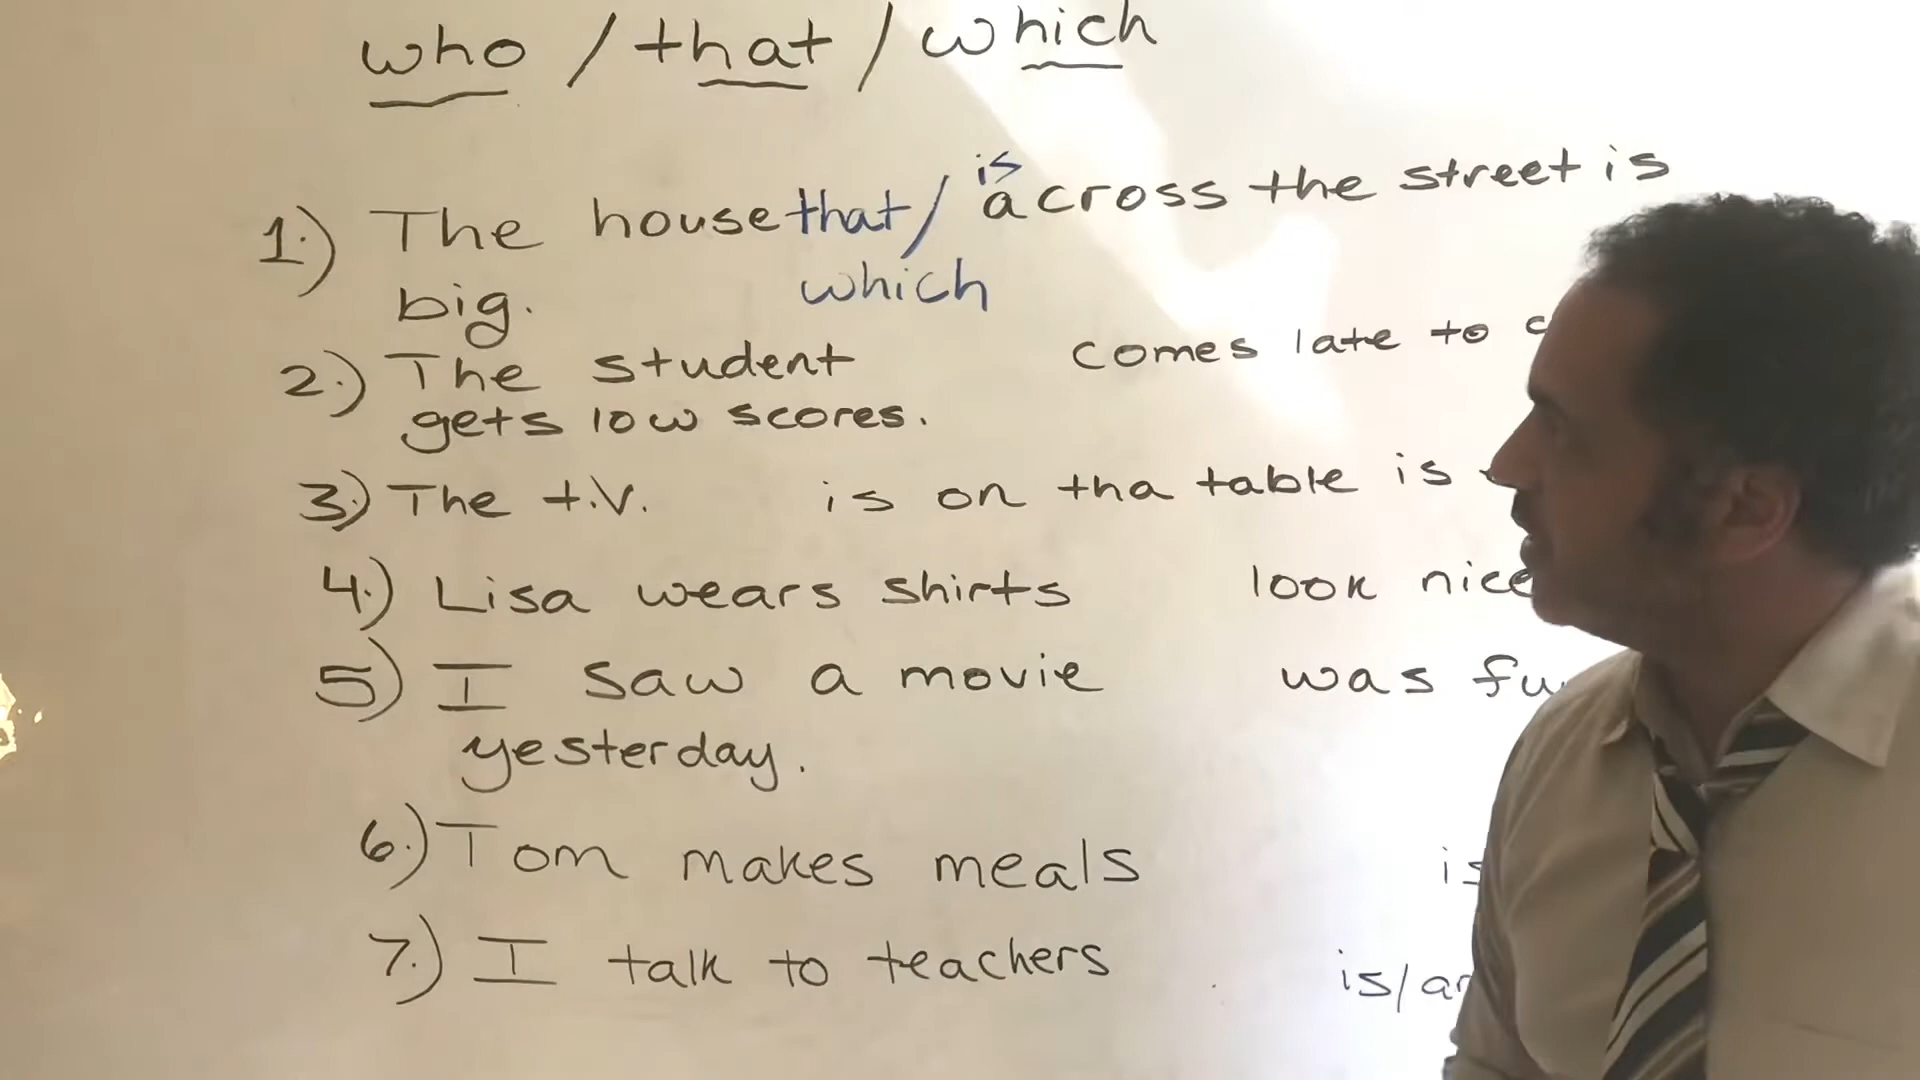 who / that / which
is
1.) The house that/ across the street is
which
big.
2.) The student comes late to
gets low scores.
3.) The t.V. is on tha table is
4.) Lisa wears shirts look nice
5.) I saw a movie was
yesterday.
6.) Tom makes meals is
7.) I talk to teachers is/